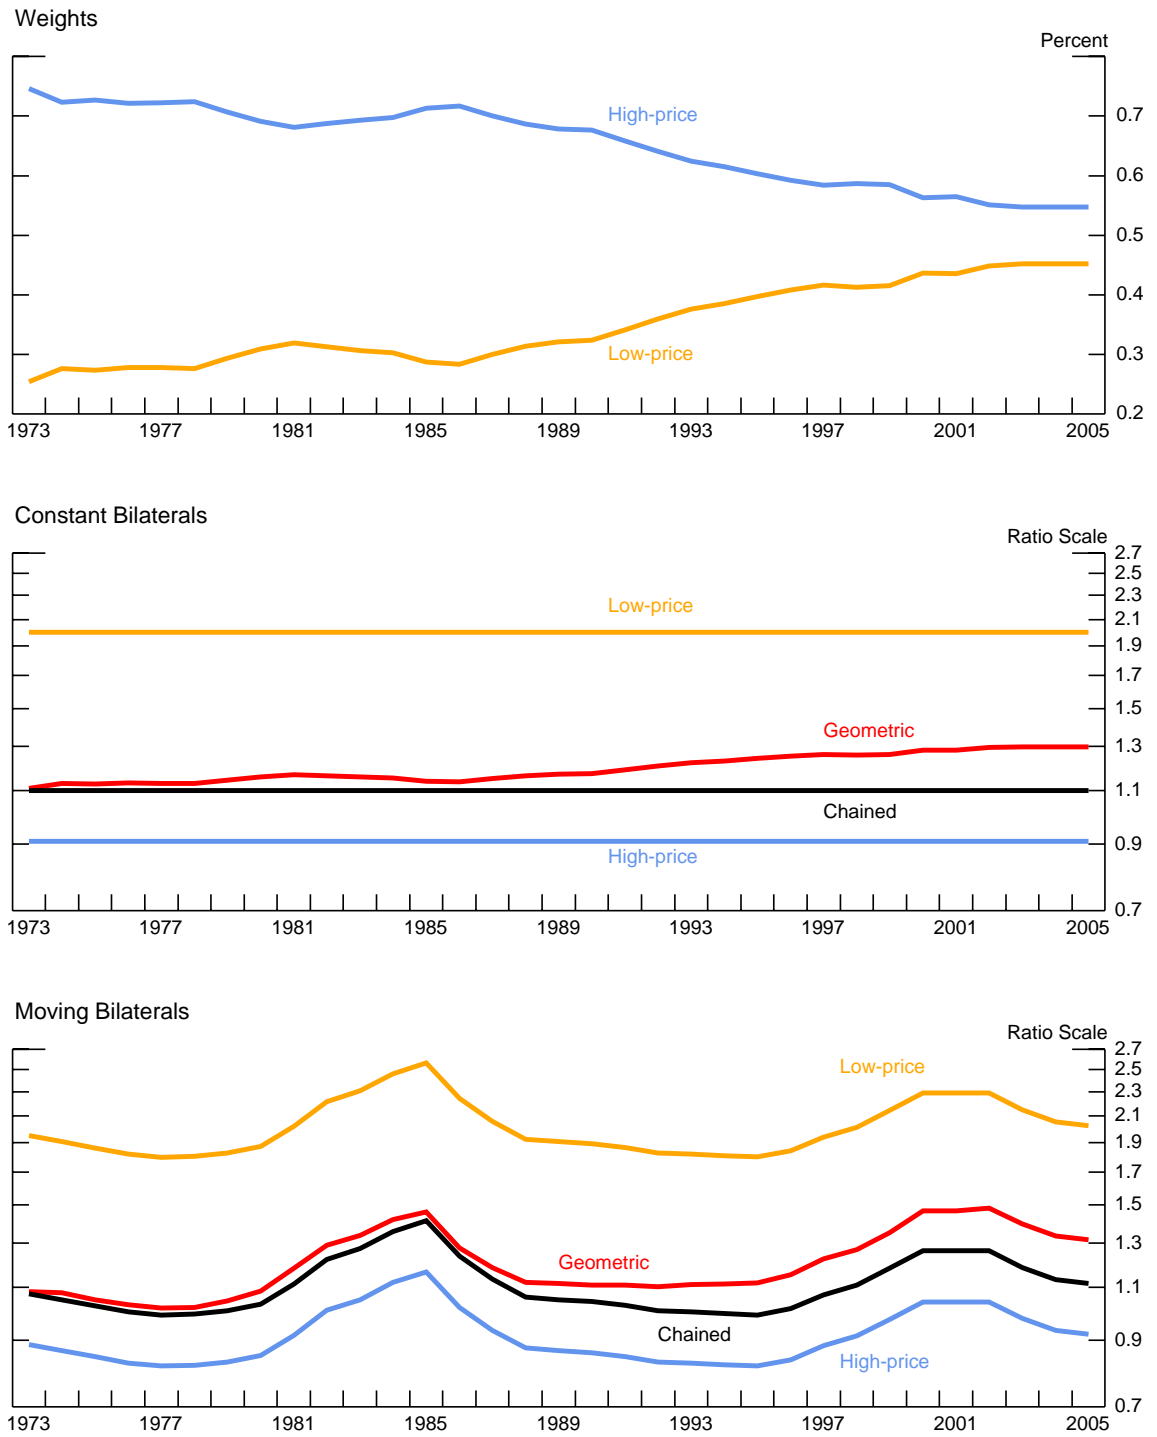 Weights
Percent
High-price
Low-price
0.7
0.6
0.5
0.4
0.3
0.2
1973 1977 1981 1985 1989 1993 1997 2001 2005
Constant Bilaterals
Ratio Scale
Low-price
Geometric
Chained
High-price
2.7
2.5
2.3
2.1
1.9
1.7
1.5
1.3
1.1
0.9
0.7
1973 1977 1981 1985 1989 1993 1997 2001 2005
Moving Bilaterals
Ratio Scale
Low-price
Geometric
Chained
High-price
2.7
2.5
2.3
2.1
1.9
1.7
1.5
1.3
1.1
0.9
0.7
1973 1977 1981 1985 1989 1993 1997 2001 2005